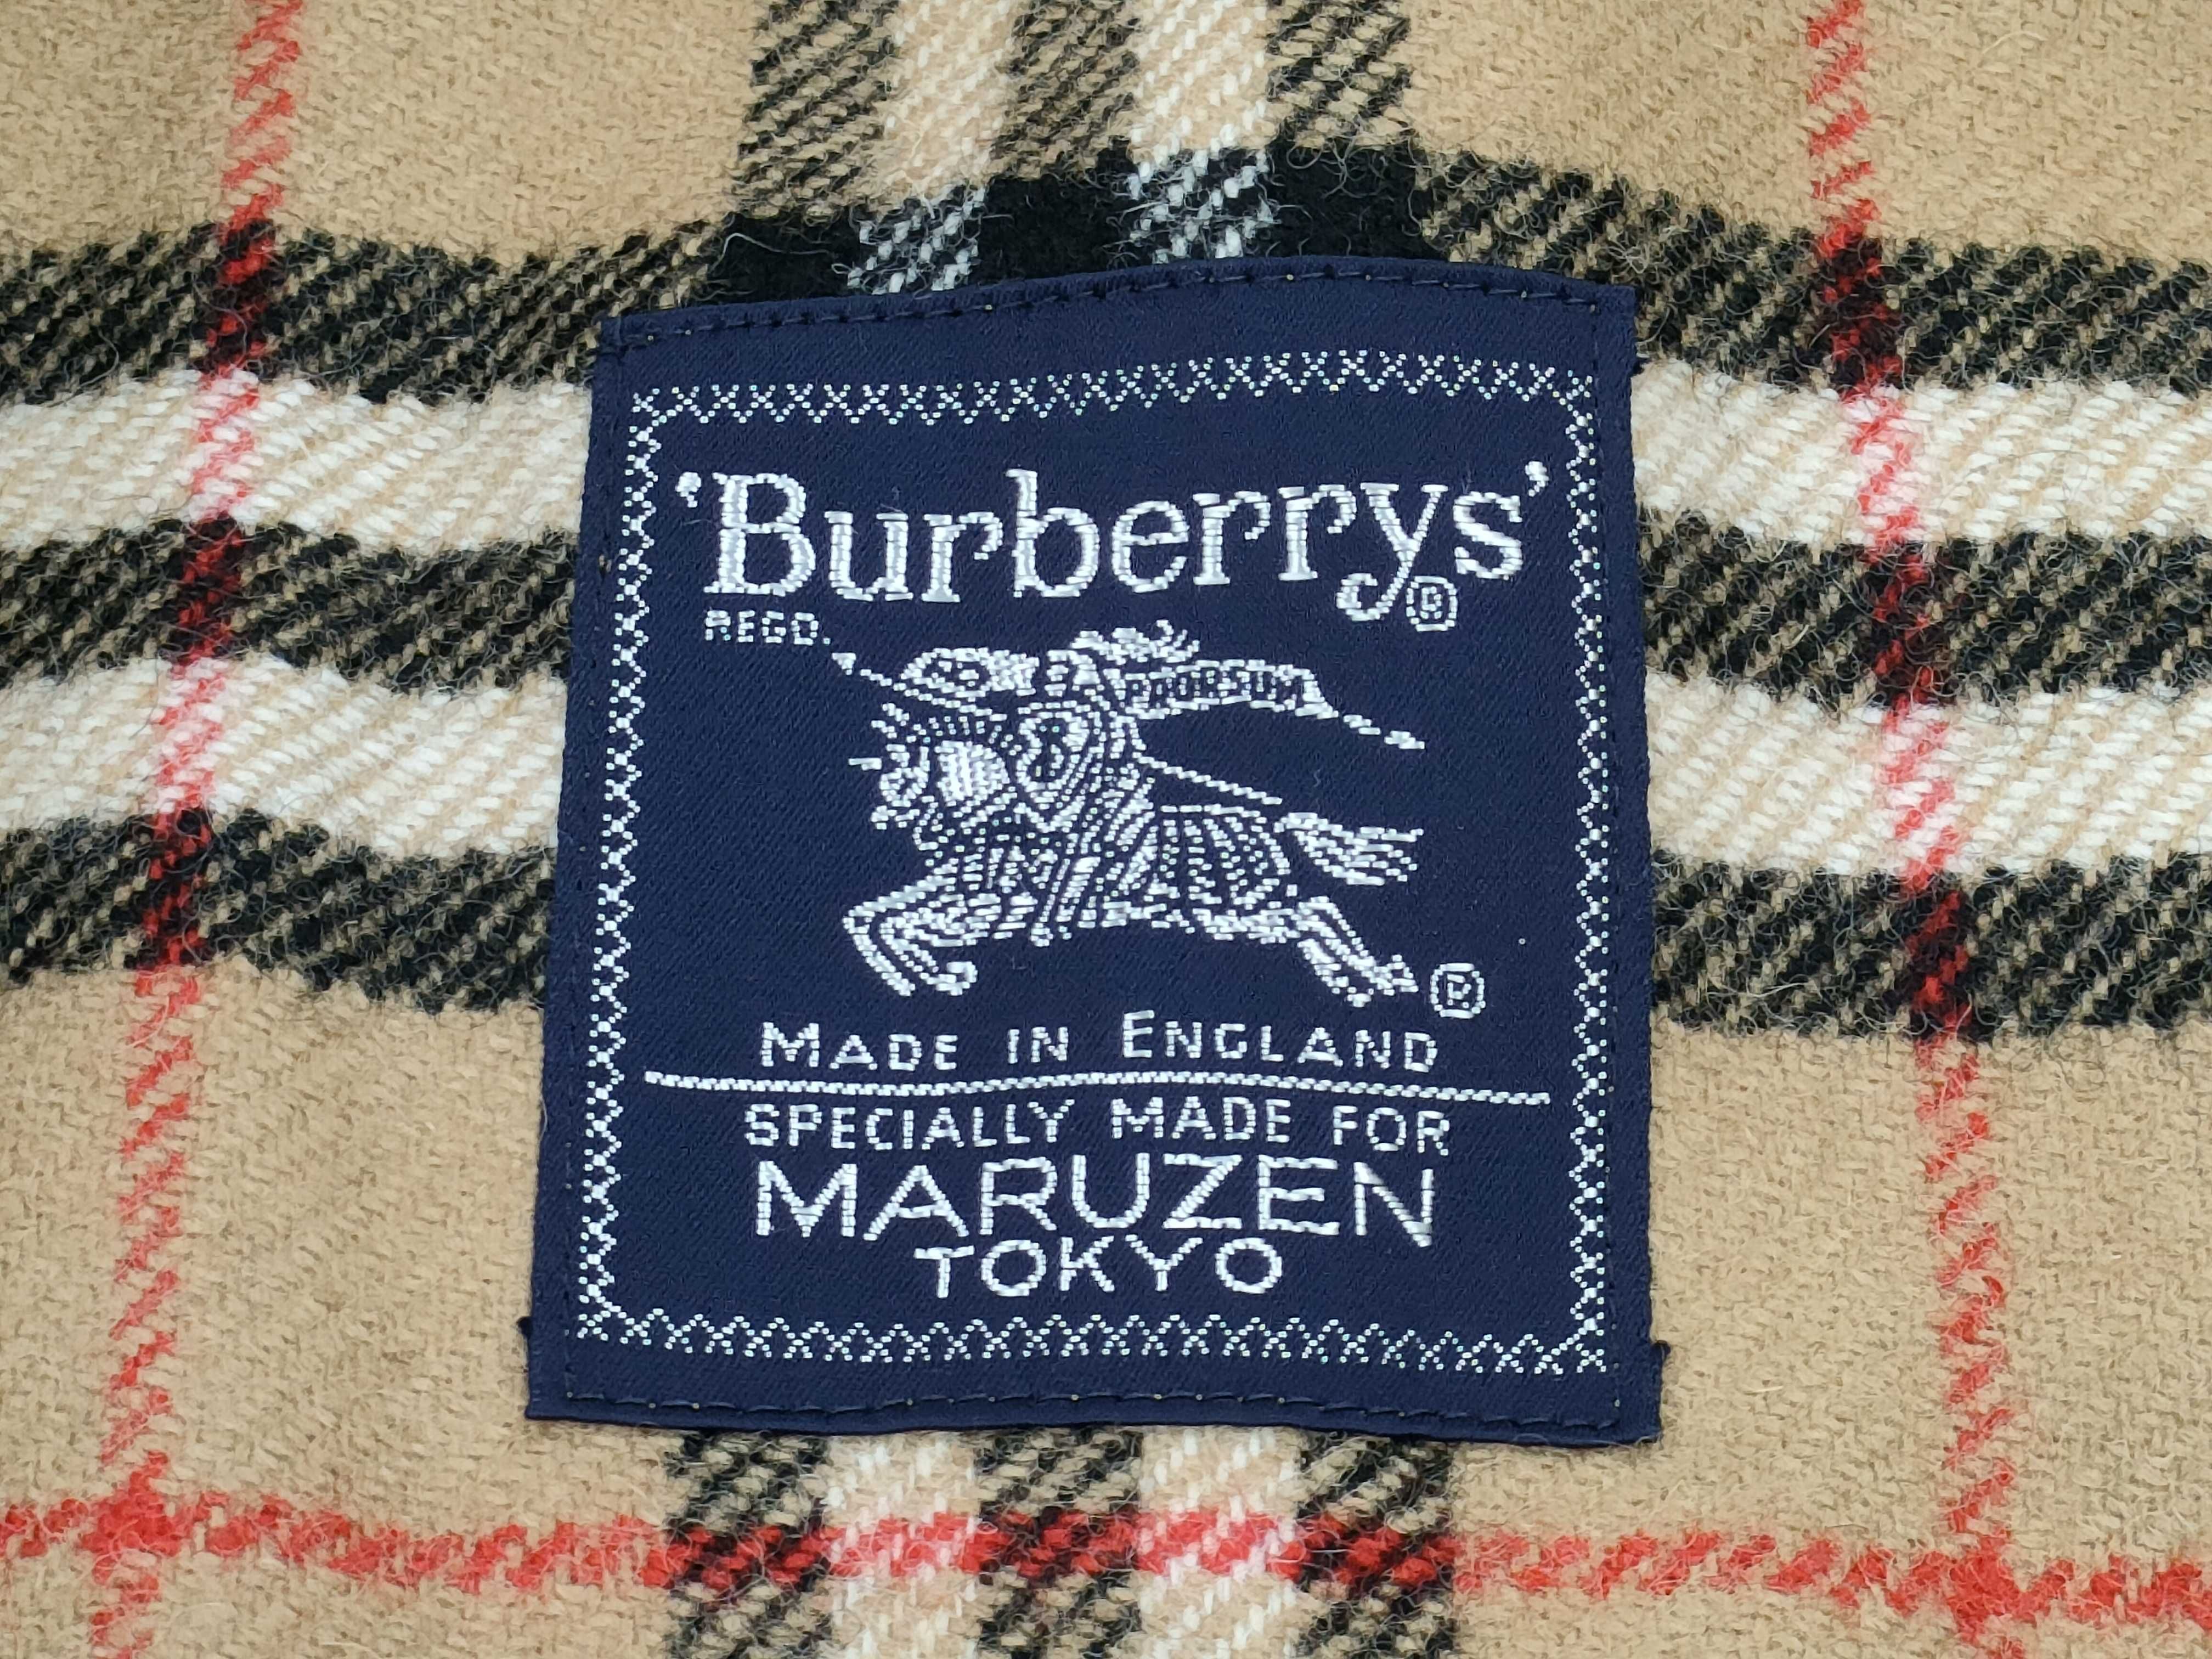 'Burberrys' ®
REGD.
PRORSUM
B
®
MADE IN ENGLAND
SPECIALLY MADE FOR
MARUZEN
TOKYO